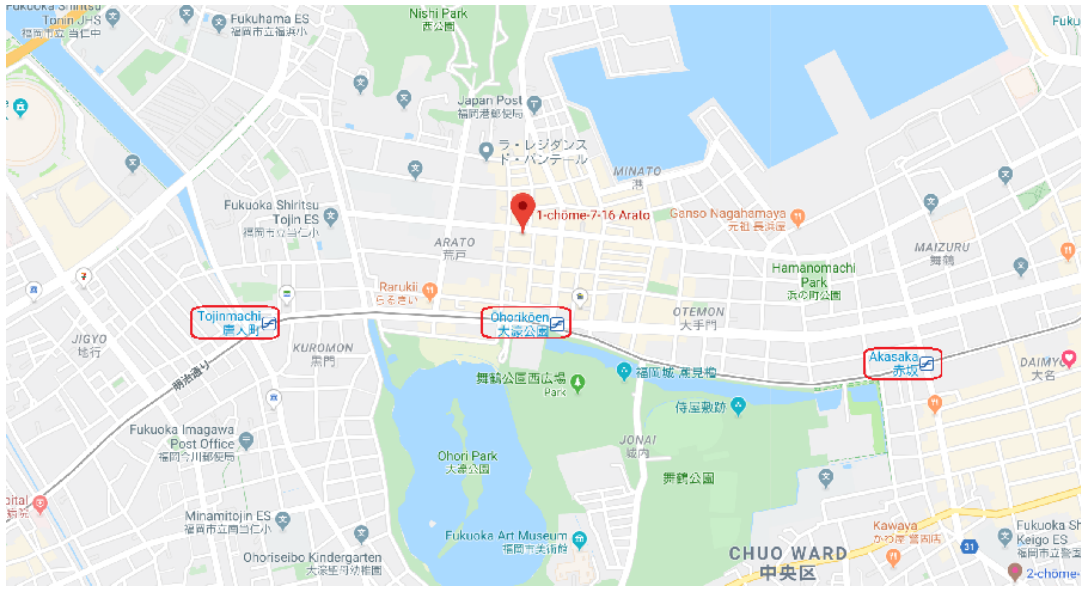 Fukuoka Shiritsu
Tonin JHS
福岡市立 当仁中
Fukuhama ES
福岡市立福浜小
Nishi Park
西公園
Fuku
Japan Post
福岡港郵便局
ラ・レジダンス
ド・パンテール
MINATO
港
Fukuoka Shiritsu
Tojin ES
福岡市立当仁小
1-chōme-7-16 Arato
Ganso Nagahamaya
元祖 長浜屋
ARATO
荒戸
MAIZURU
舞鶴
Hamanomachi
Park
浜の町公園
Rarukii
らるきい
Tojinmachi
唐人町
Ohorikōen
大濠公園
OTEMON
大手門
JIGYO
地行
KUROMON
黒門
明治通り
Akasaka
赤坂
DAIMYO
大名
舞鶴公園西広場
Park
福岡城 潮見櫓
侍屋敷跡
Fukuoka Imagawa
Post Office
福岡今川郵便局
JONAI
城内
Ohori Park
大濠公園
舞鶴公園
pital
病院
Minamitojin ES
福岡市立南当仁小
Fukuoka Art Museum
福岡市美術館
Kawaya
かわ屋 警固店
Fukuoka Sh
Keigo ES
福岡市立警固
31
Ohoriseibo Kindergarten
大濠聖母幼稚園
CHUO WARD
中央区
2-chōme-